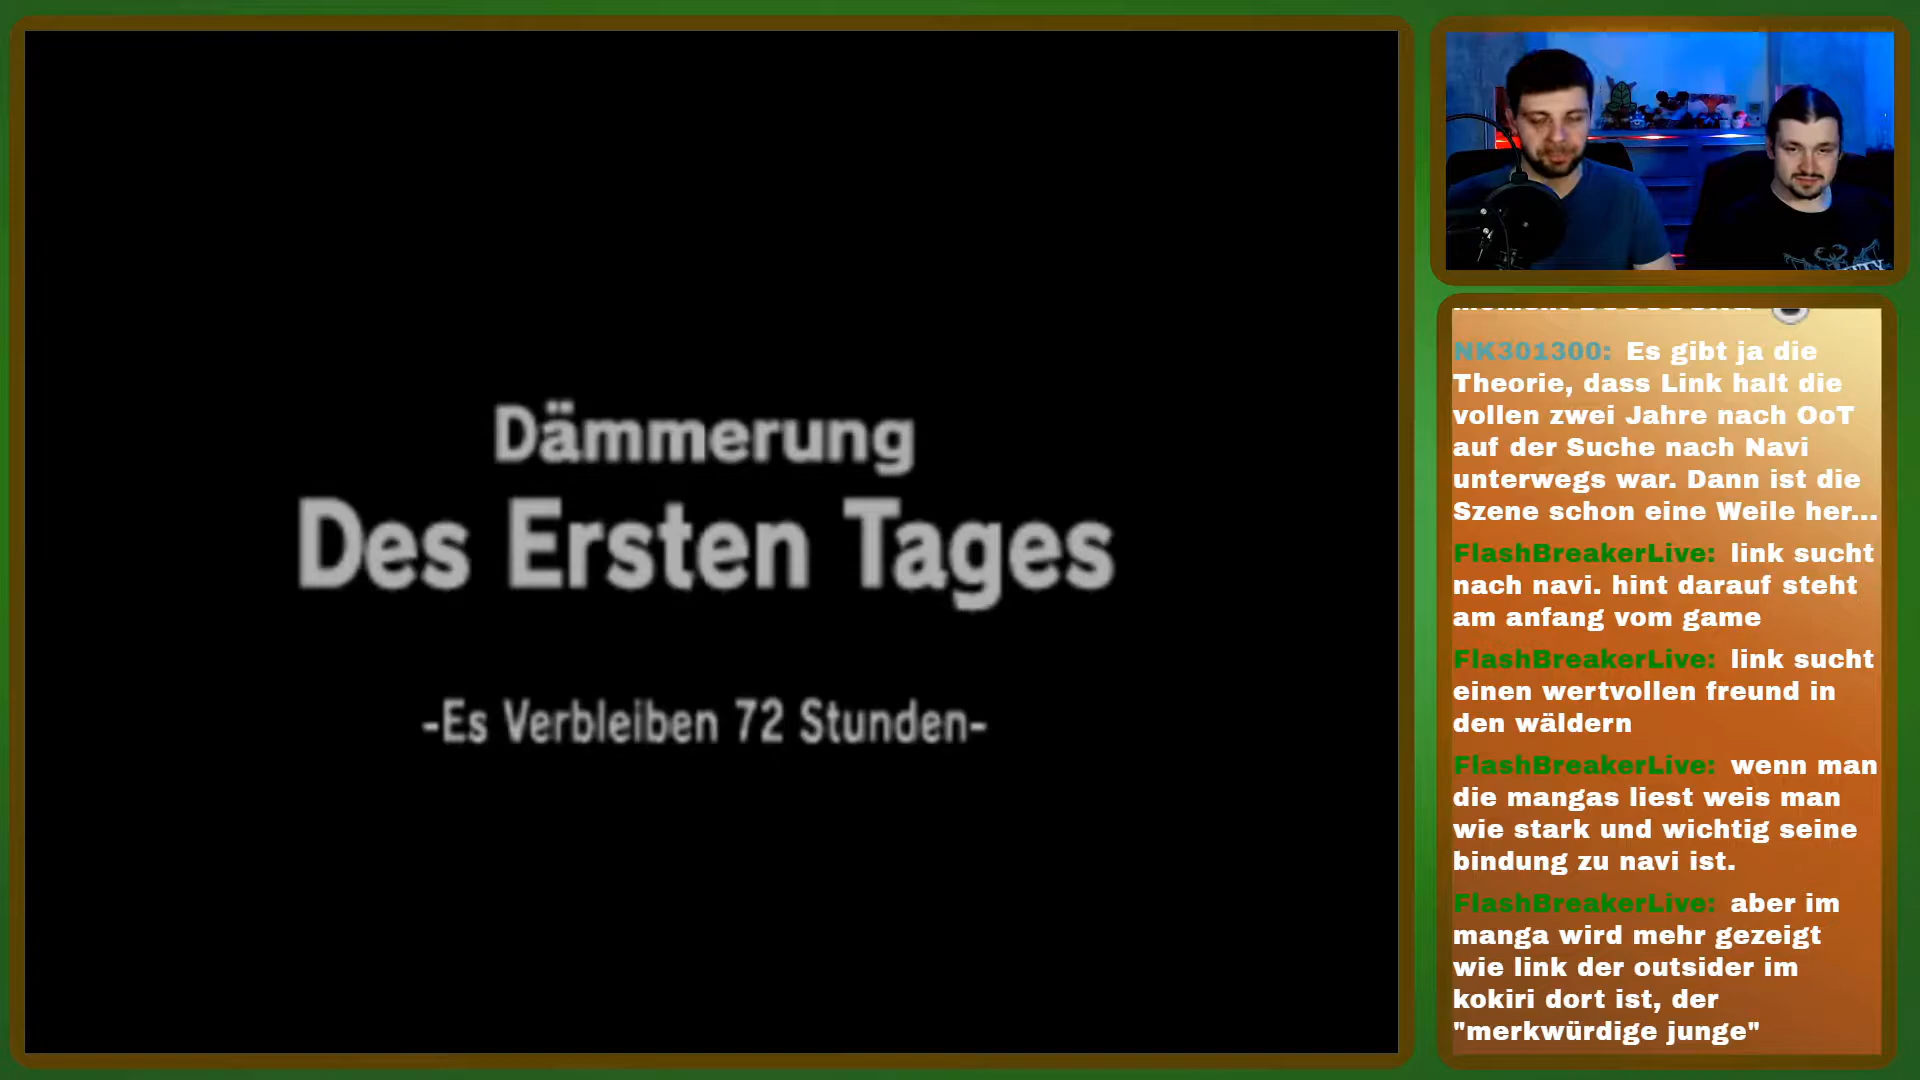 Dämmerung
Des Ersten Tages
-Es Verbleiben 72 Stunden-
NK301300: Es gibt ja die
Theorie, dass Link halt die
vollen zwei Jahre nach OoT
auf der Suche nach Navi
unterwegs war. Dann ist die
Szene schon eine Weile her...
FlashBreakerLive: link sucht
nach navi. hint darauf steht
am anfang vom game
FlashBreakerLive: link sucht
einen wertvollen freund in
den wäldern
FlashBreakerLive: wenn man
die mangas liest weis man
wie stark und wichtig seine
bindung zu navi ist.
FlashBreakerLive: aber im
manga wird mehr gezeigt
wie link der outsider im
kokiri dort ist, der
"merkwürdige junge"